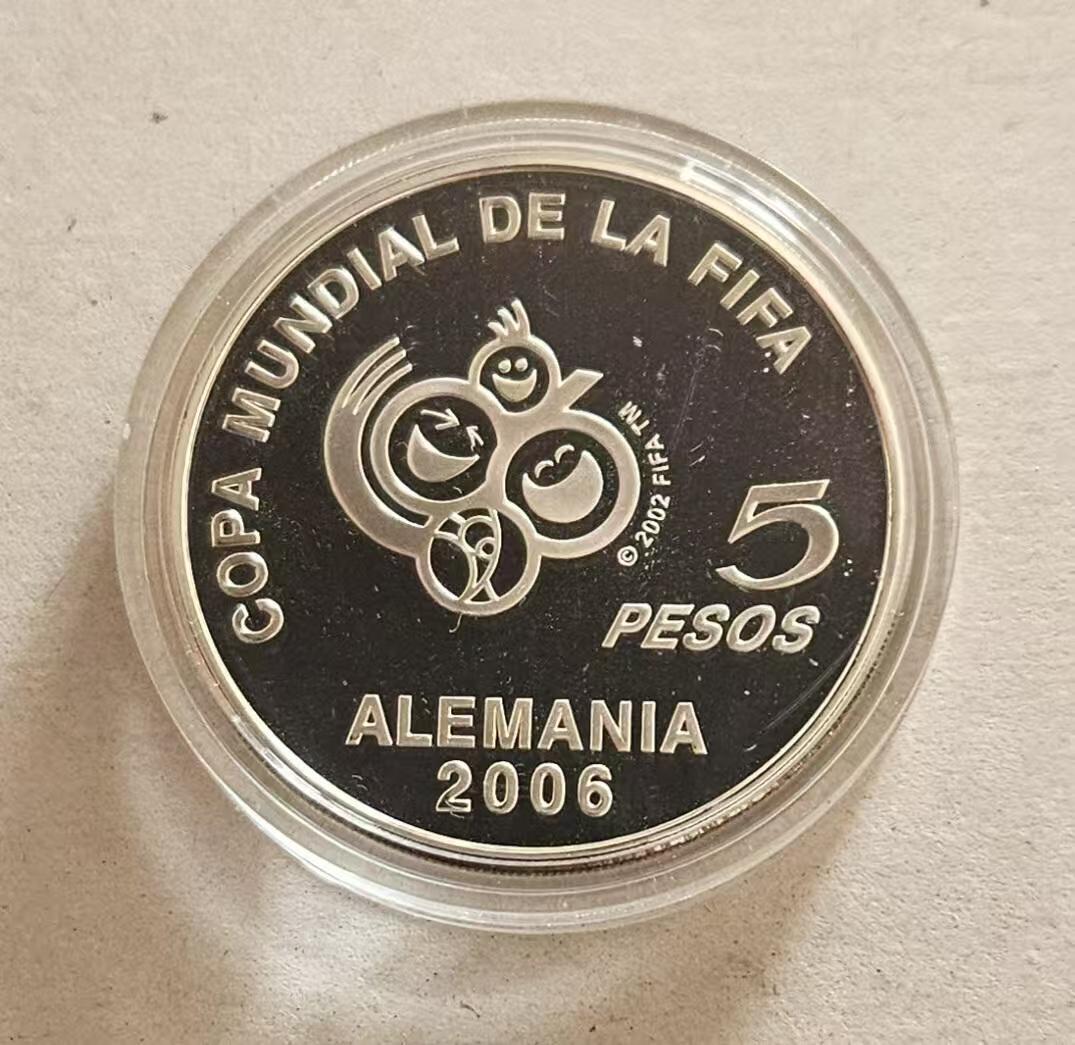 COPA MUNDIAL DE LA FIFA
© 2002 FIFA TM
5
PESOS
ALEMANIA
2006